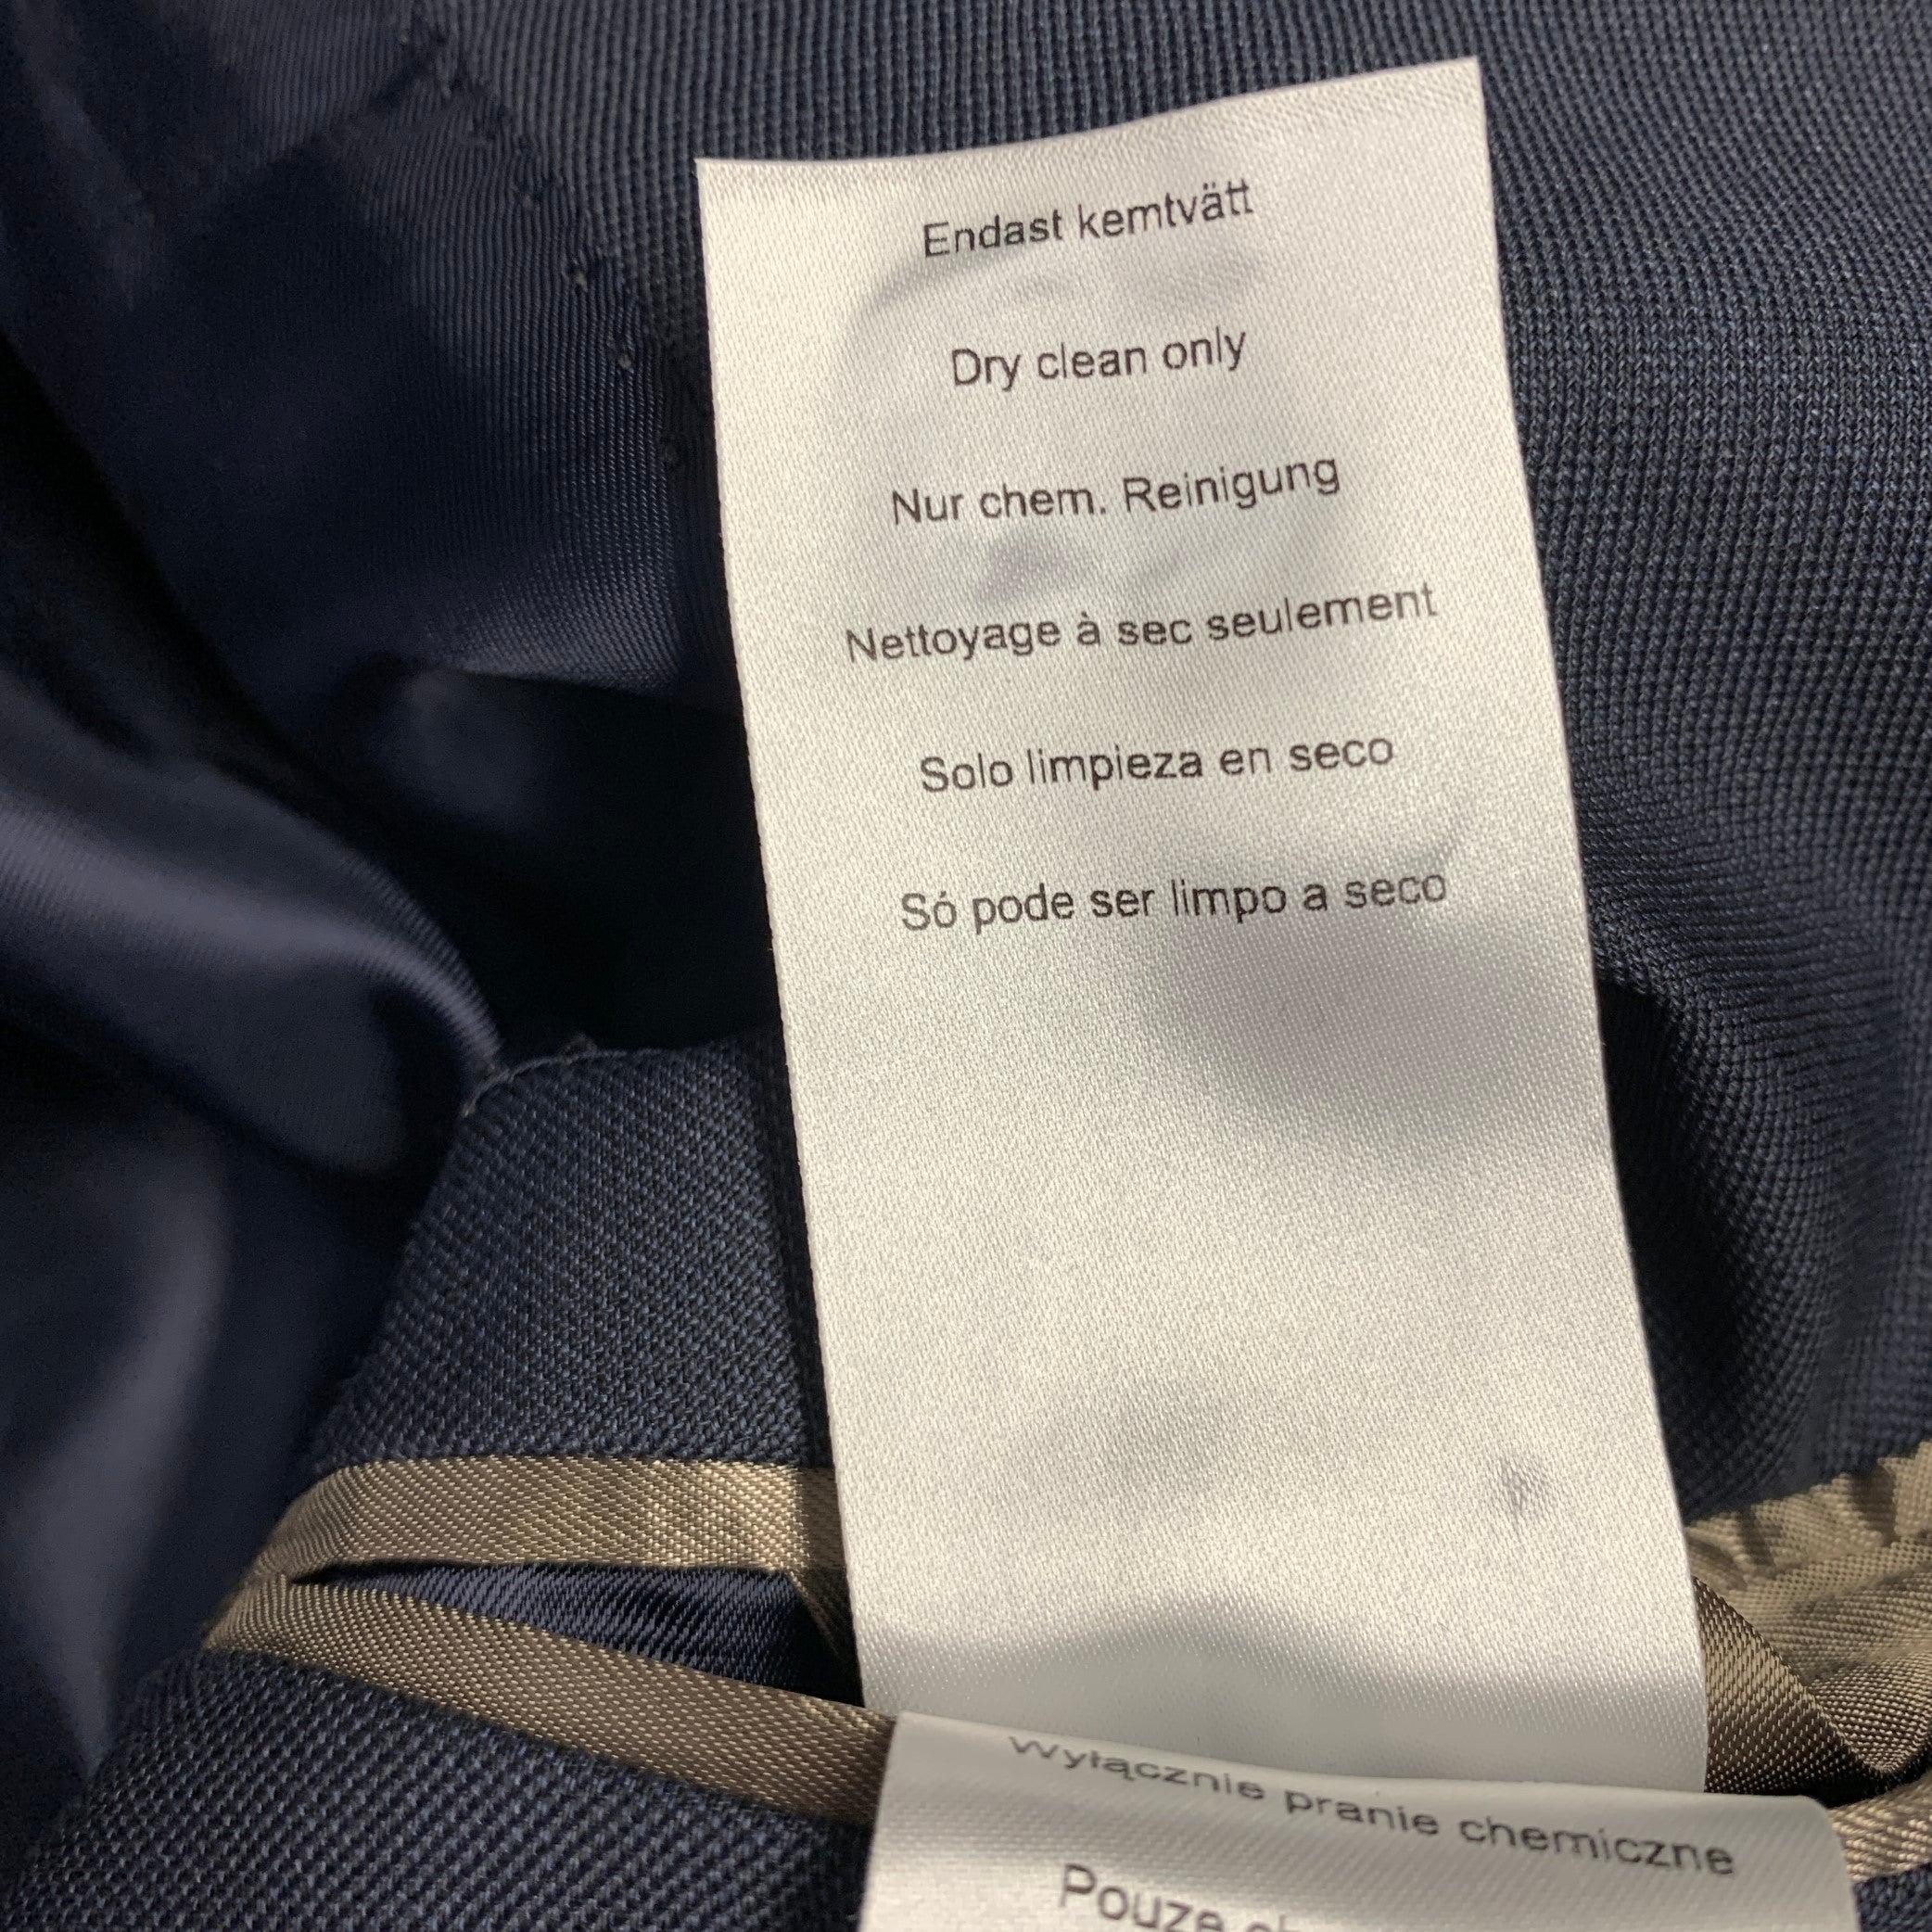 Endast kemtvätt
Dry clean only
Nur chem. Reinigung
Nettoyage à sec seulement
Solo limpieza en seco
Só pode ser limpo a seco
Wyłącznie pranie chemiczne
Pouze